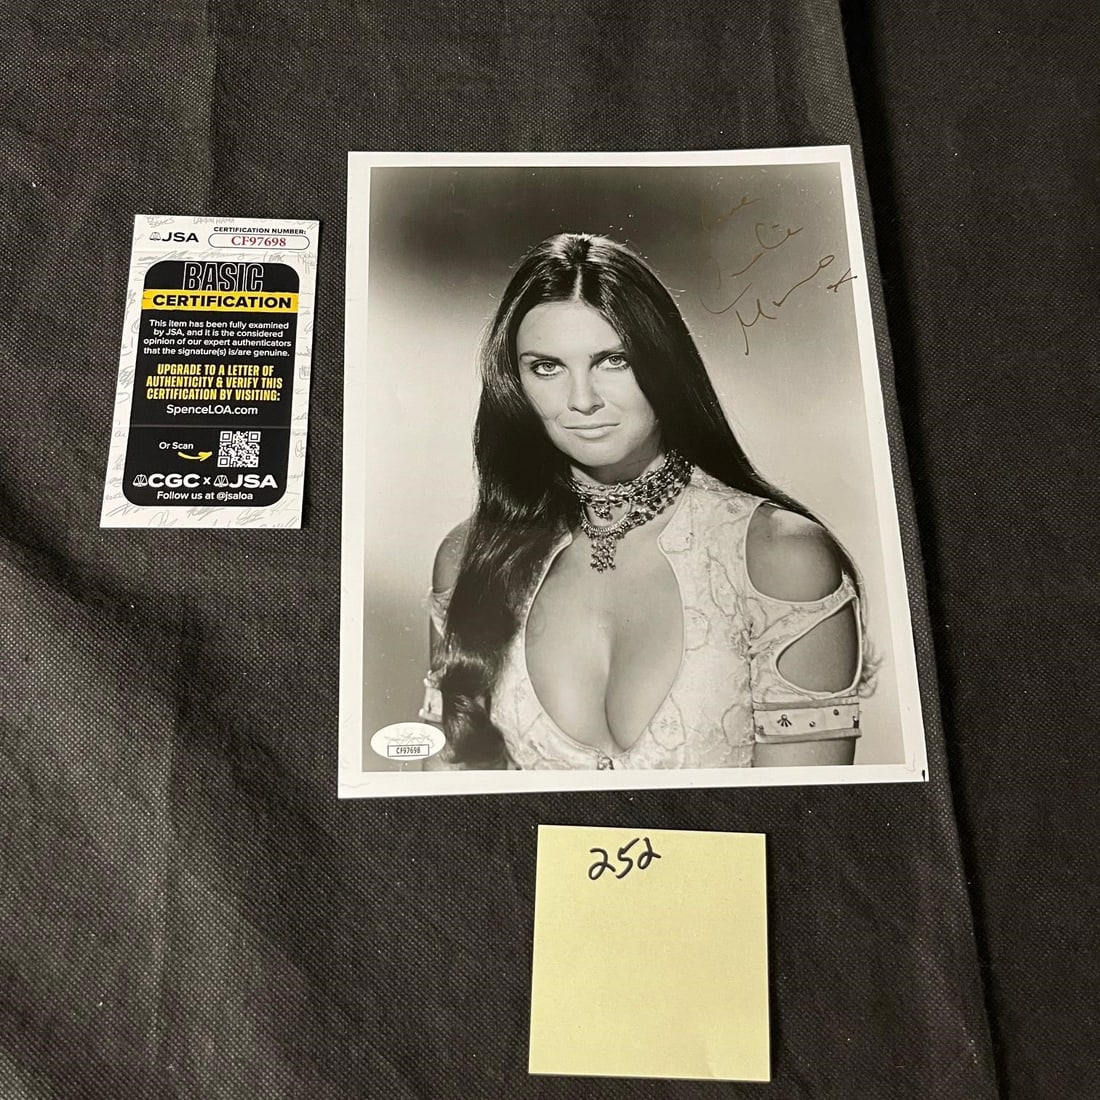 JSA
CERTIFICATION NUMBER:
CF97698
BASIC
CERTIFICATION
This item has been fully examined
by JSA, and it is the considered
opinion of our expert authenticators
that the signature(s) is/are genuine.
UPGRADE TO A LETTER OF
AUTHENTICITY & VERIFY THIS
CERTIFICATION BY VISITING:
SpenceLOA.com
Or Scan
CGC x JSA
Follow us at @jsaloa
CF97698
252